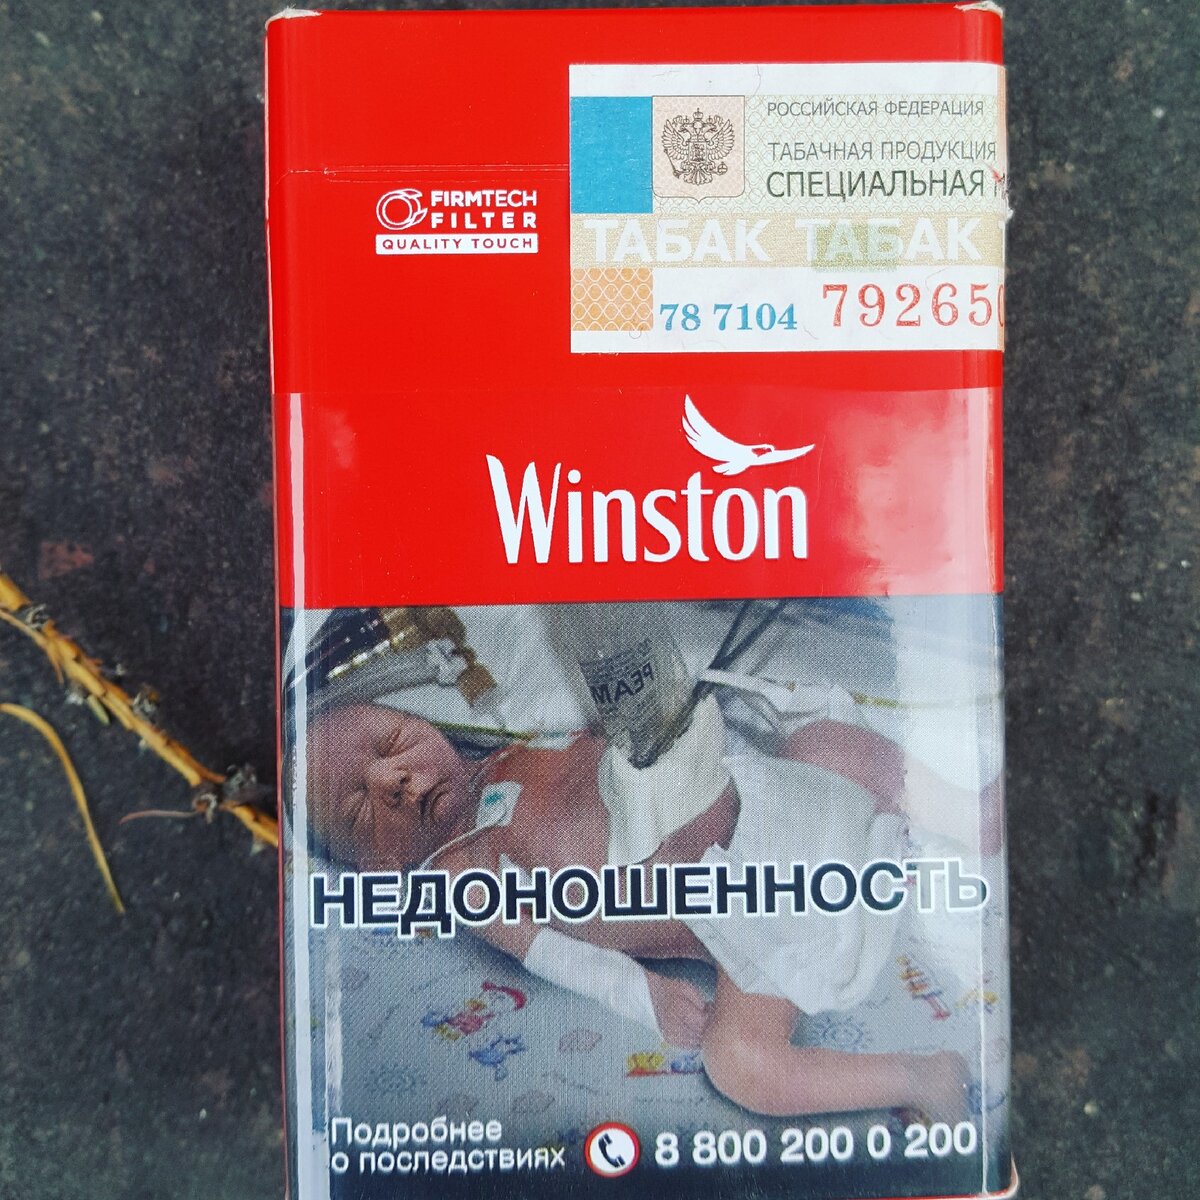 РОССИЙСКАЯ ФЕДЕРАЦИЯ
ТАБАЧНАЯ ПРОДУКЦИЯ
СПЕЦИАЛЬНАЯ
FIRMTECH
FILTER
QUALITY TOUCH
ТАБАК ТАБАК
78 7104 792650
Winston
НЕДОНОШЕННОСТЬ
Подробнее
о последствиях
8 800 200 0 200